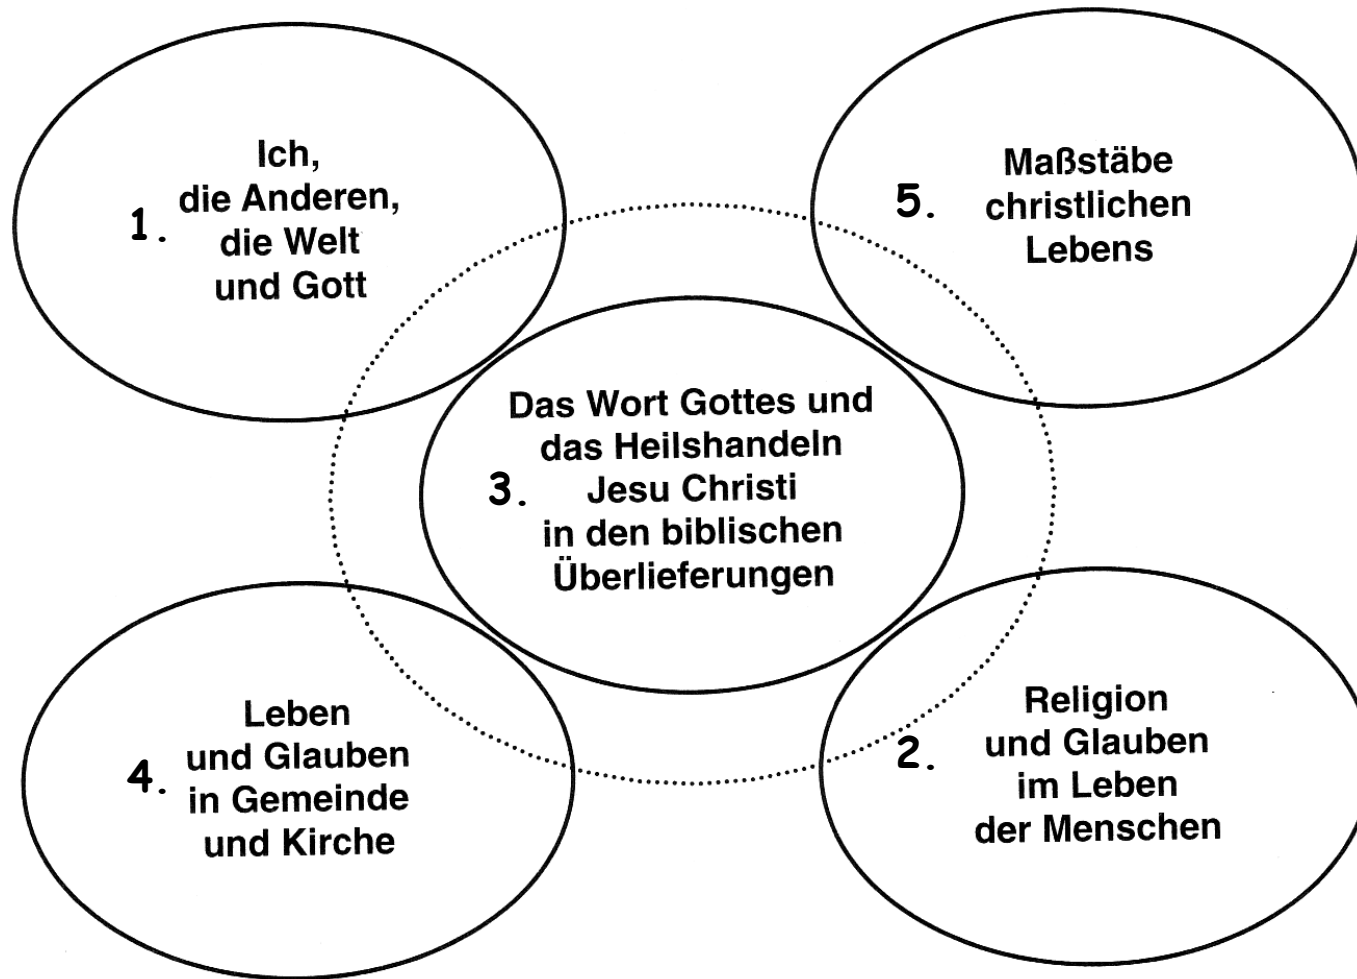 1.
Ich,
die Anderen,
die Welt
und Gott
5.
Maßstäbe
christlichen
Lebens
3.
Das Wort Gottes und
das Heilshandeln
Jesu Christi
in den biblischen
Überlieferungen
4.
Leben
und Glauben
in Gemeinde
und Kirche
2.
Religion
und Glauben
im Leben
der Menschen